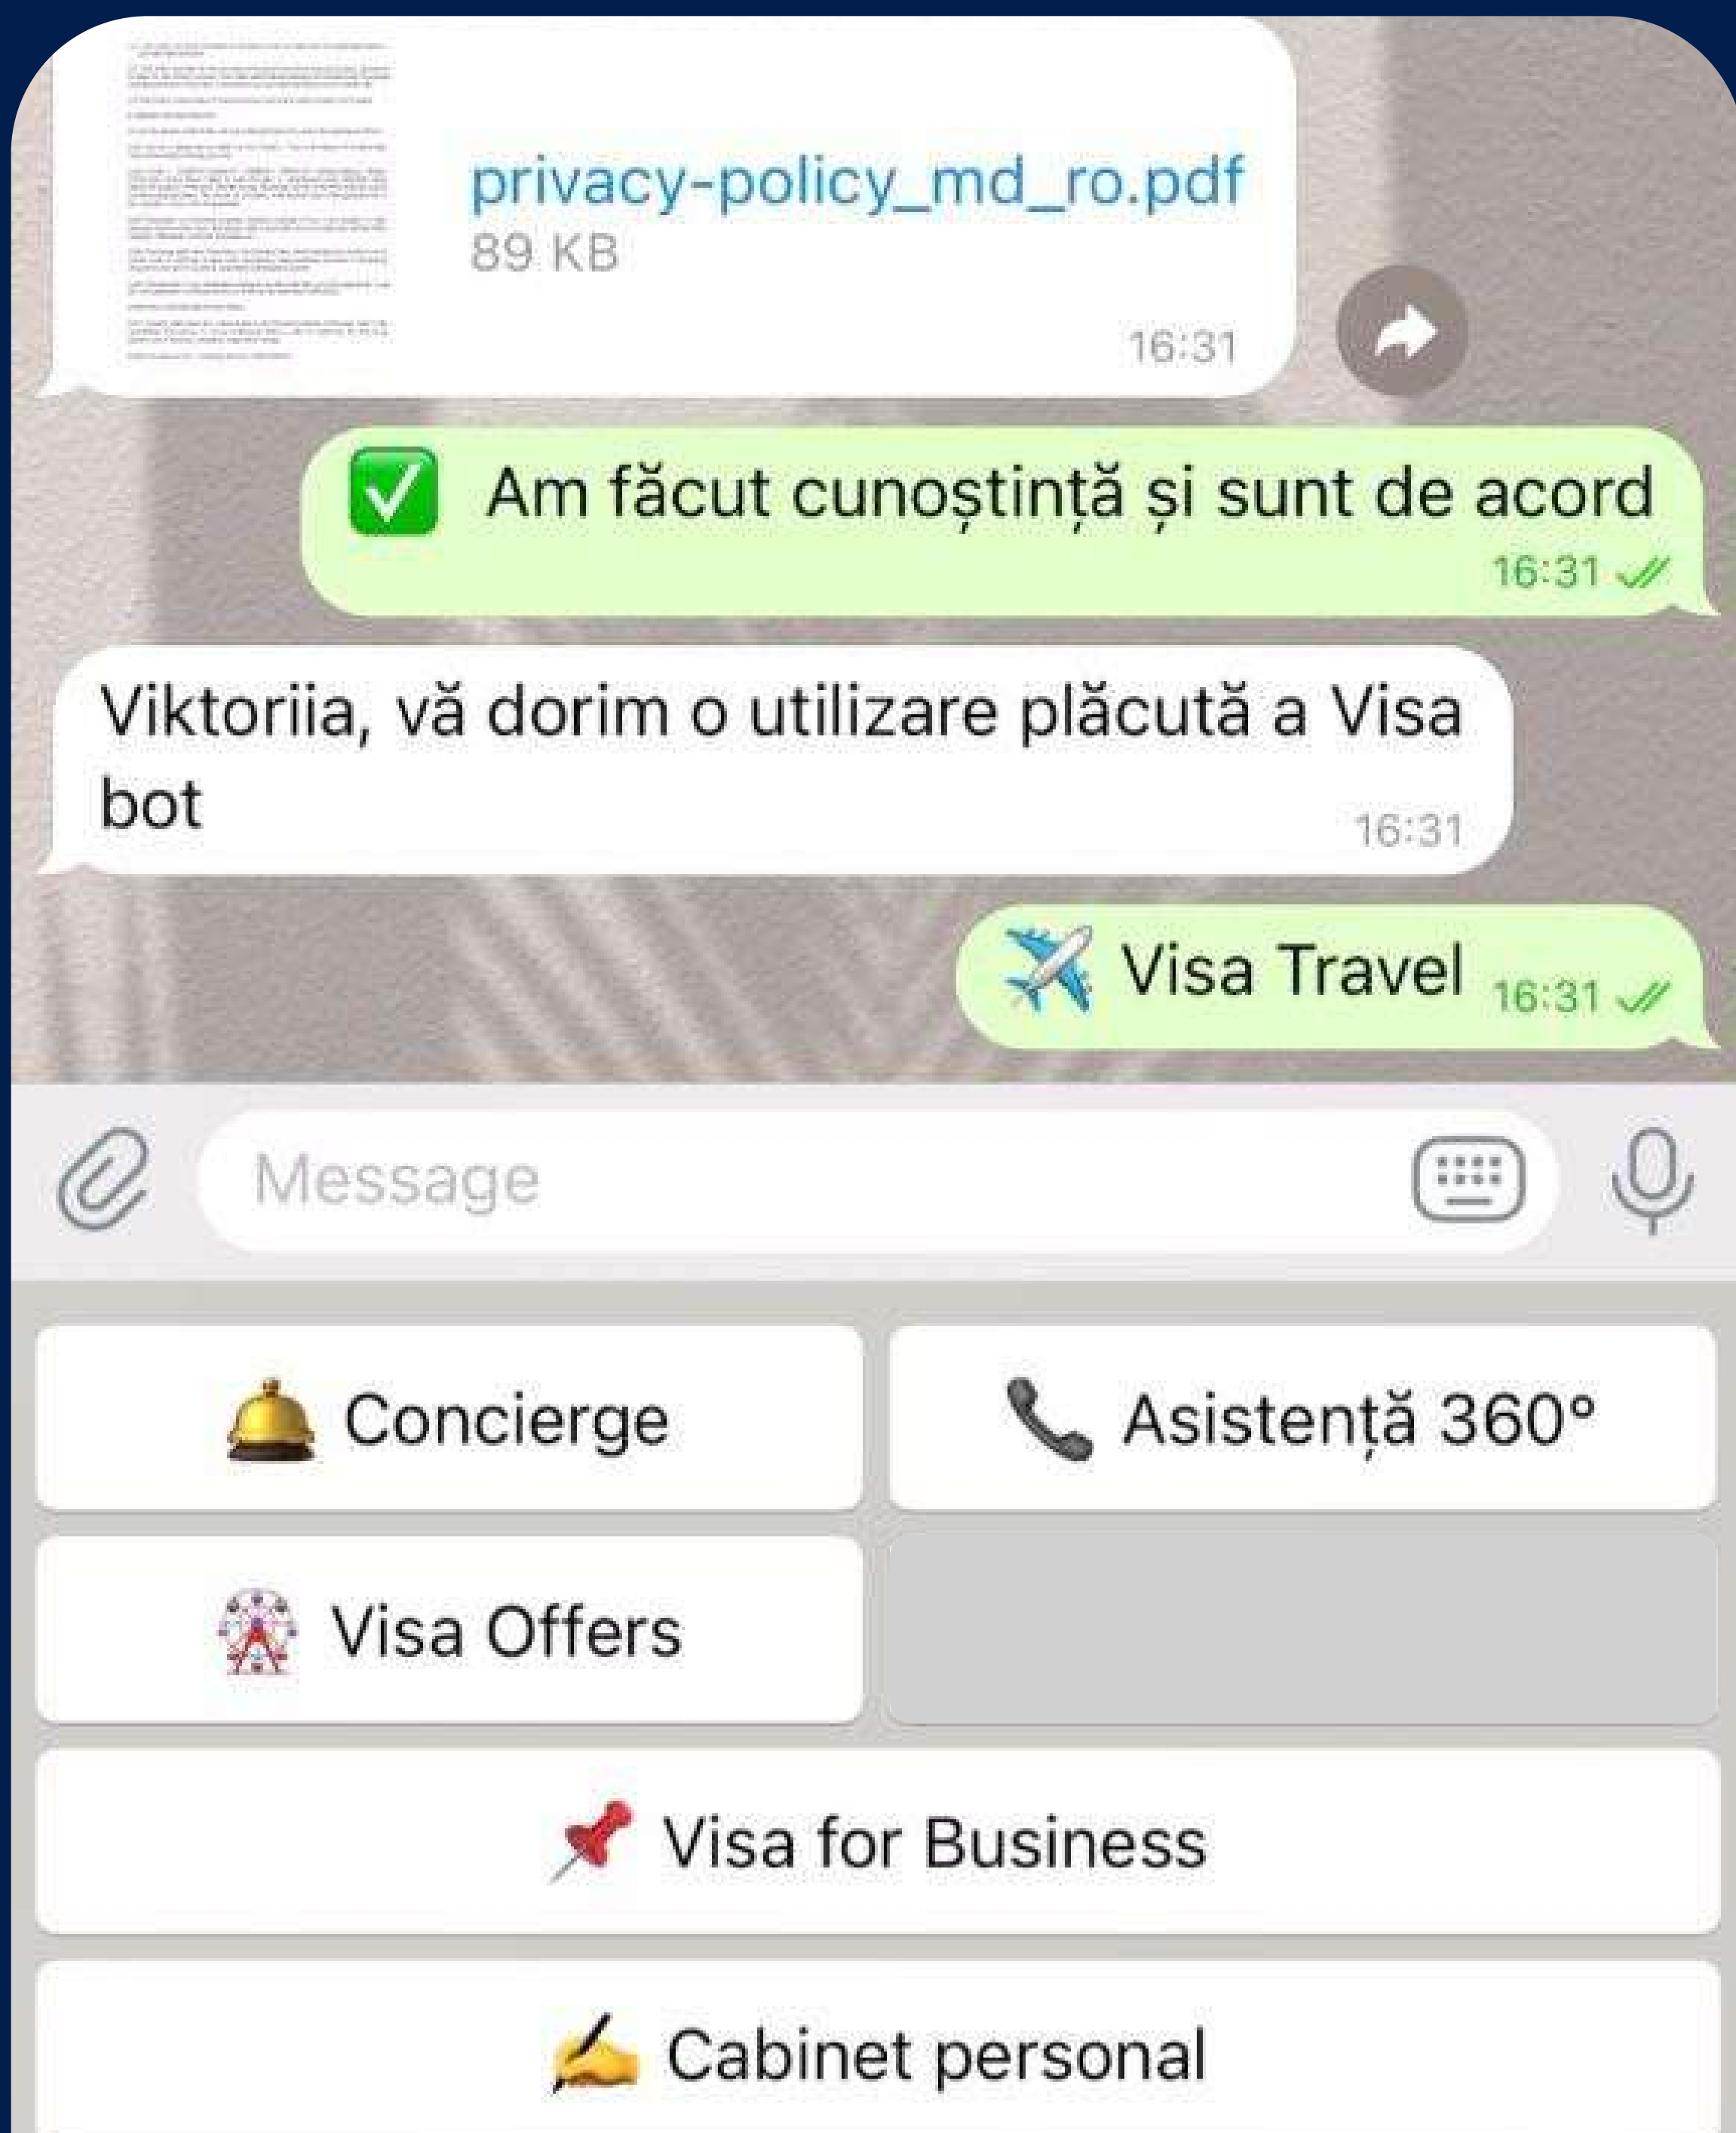 privacy-policy_md_ro.pdf
89 KB
16:31
✅ Am făcut cunoștință și sunt de acord
16:31
Viktoriia, vă dorim o utilizare plăcută a Visa
bot
16:31
✈️ Visa Travel 16:31
Message
🛎️ Concierge
📞 Asistență 360°
🎡 Visa Offers
📌 Visa for Business
✍️ Cabinet personal